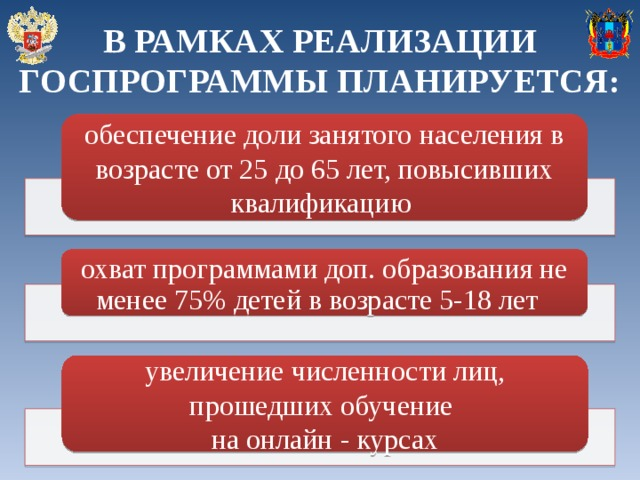 В РАМКАХ РЕАЛИЗАЦИИ
ГОСПРОГРАММЫ ПЛАНИРУЕТСЯ:
обеспечение доли занятого населения в
возрасте от 25 до 65 лет, повысивших
квалификацию
охват программами доп. образования не
менее 75% детей в возрасте 5-18 лет
увеличение численности лиц,
прошедших обучение
на онлайн - курсах